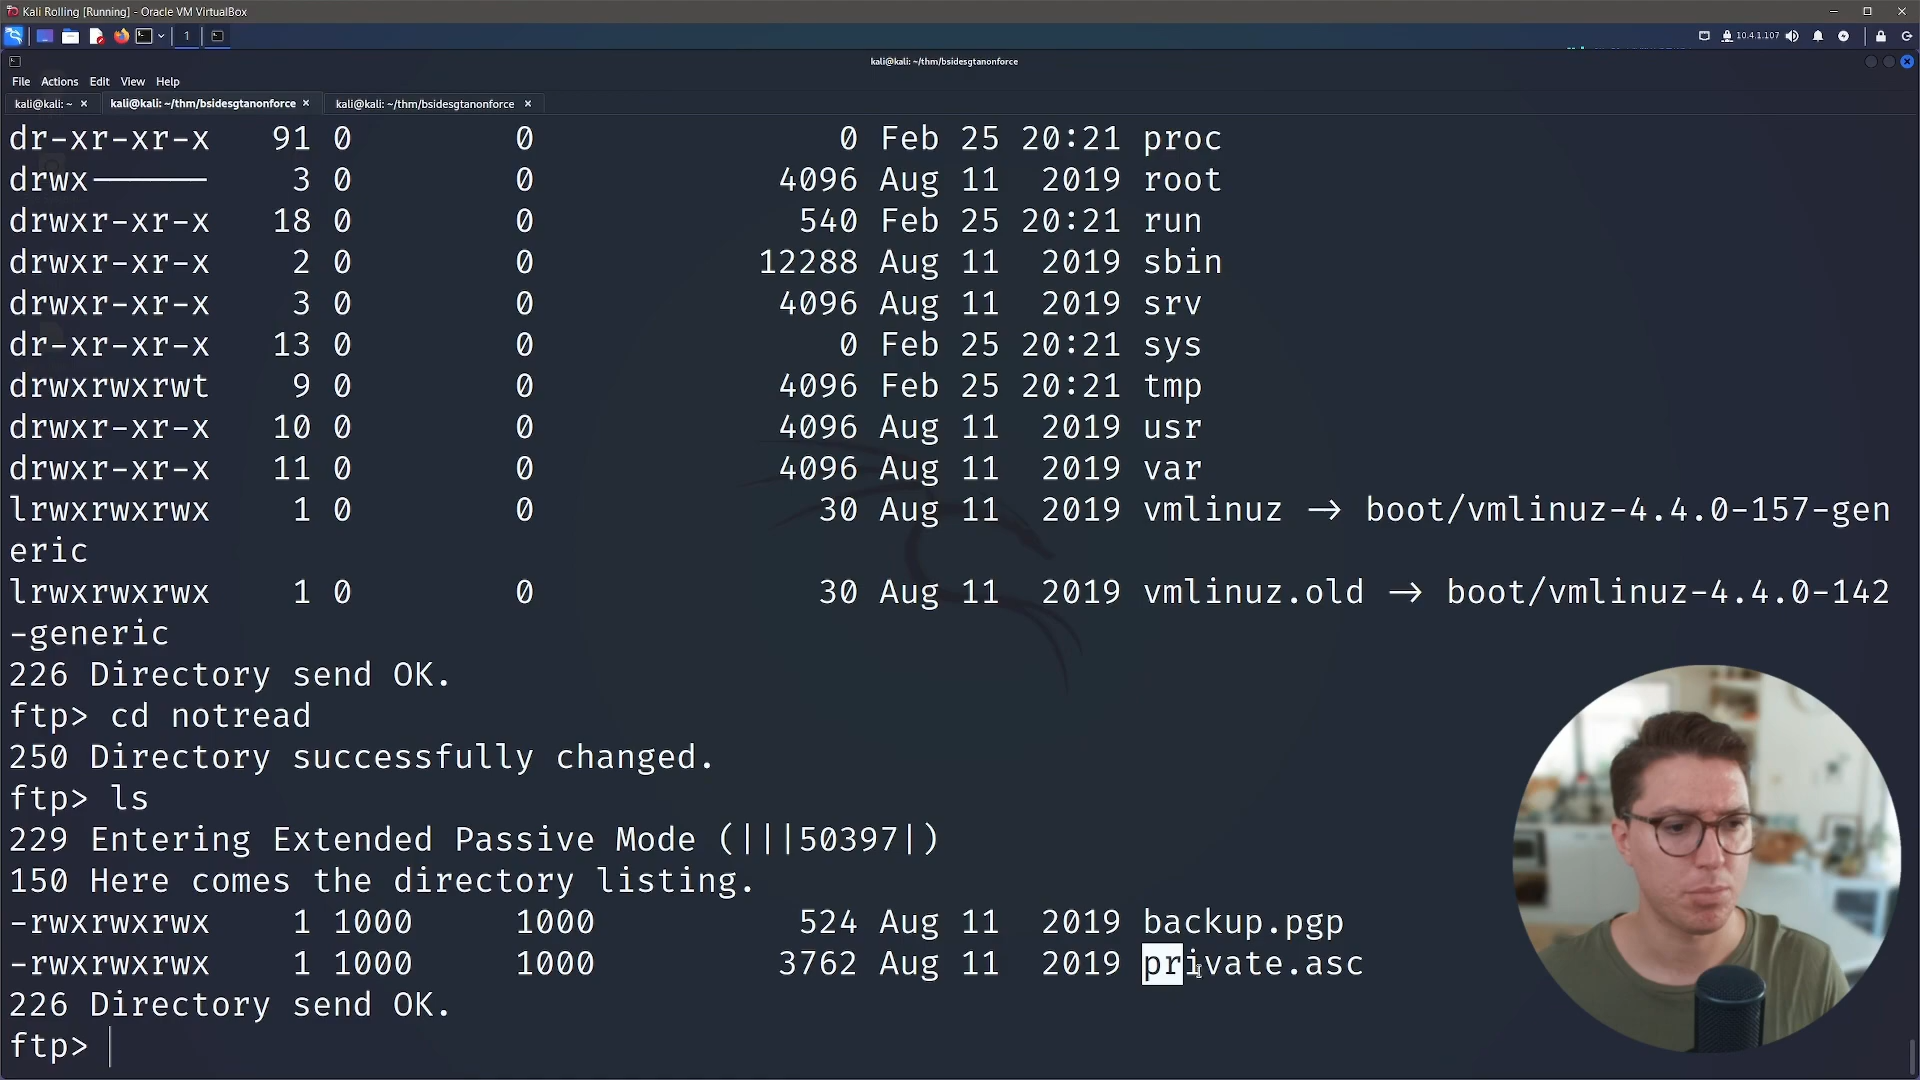 Kali Rolling [Running] - Oracle VM VirtualBox
1
10.4.1.107
kali@kali: ~/thm/bsidesgtanonforce
File Actions Edit View Help
kali@kali: ~ × kali@kali: ~/thm/bsidesgtanonforce × kali@kali: ~/thm/bsidesgtanonforce ×
dr-xr-xr-x 91 0 0 0 Feb 25 20:21 proc
drwx------ 3 0 0 4096 Aug 11 2019 root
drwxr-xr-x 18 0 0 540 Feb 25 20:21 run
drwxr-xr-x 2 0 0 12288 Aug 11 2019 sbin
drwxr-xr-x 3 0 0 4096 Aug 11 2019 srv
dr-xr-xr-x 13 0 0 0 Feb 25 20:21 sys
drwxrwxrwt 9 0 0 4096 Feb 25 20:21 tmp
drwxr-xr-x 10 0 0 4096 Aug 11 2019 usr
drwxr-xr-x 11 0 0 4096 Aug 11 2019 var
lrwxrwxrwx 1 0 0 30 Aug 11 2019 vmlinuz -> boot/vmlinuz-4.4.0-157-gen
eric
lrwxrwxrwx 1 0 0 30 Aug 11 2019 vmlinuz.old -> boot/vmlinuz-4.4.0-142
-generic
226 Directory send OK.
ftp> cd notread
250 Directory successfully changed.
ftp> ls
229 Entering Extended Passive Mode (|||50397|)
150 Here comes the directory listing.
-rwxrwxrwx 1 1000 1000 524 Aug 11 2019 backup.pgp
-rwxrwxrwx 1 1000 1000 3762 Aug 11 2019 private.asc
226 Directory send OK.
ftp>